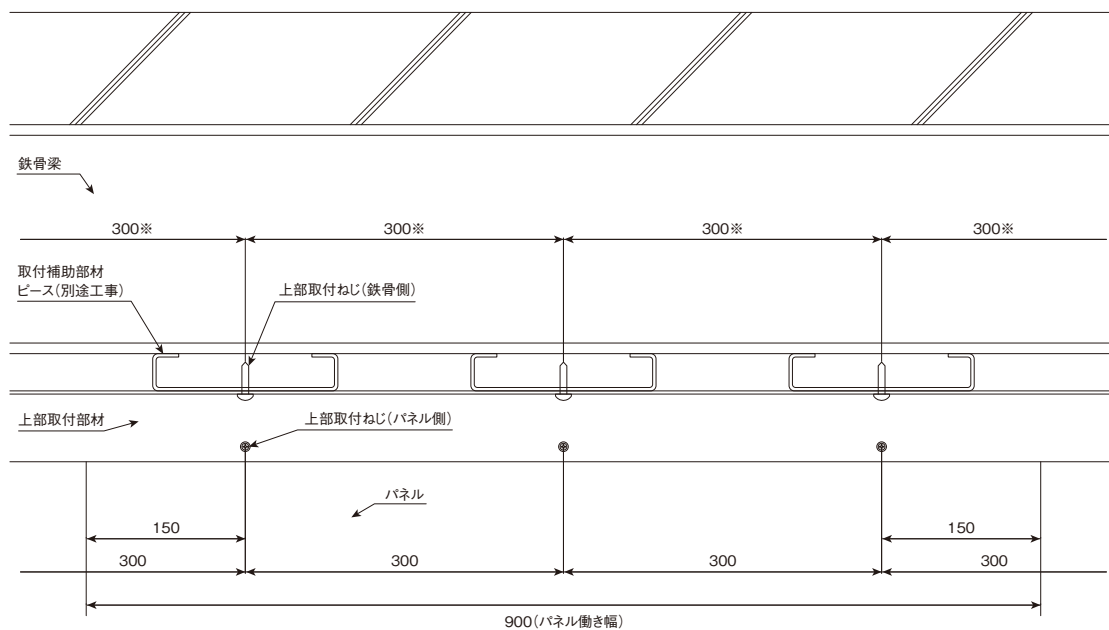 鉄骨梁
300※
300※
300※
300※
取付補助部材
ピース(別途工事)
上部取付ねじ(鉄骨側)
上部取付部材
上部取付ねじ(パネル側)
パネル
150
150
300
300
300
300
900(パネル働き幅)